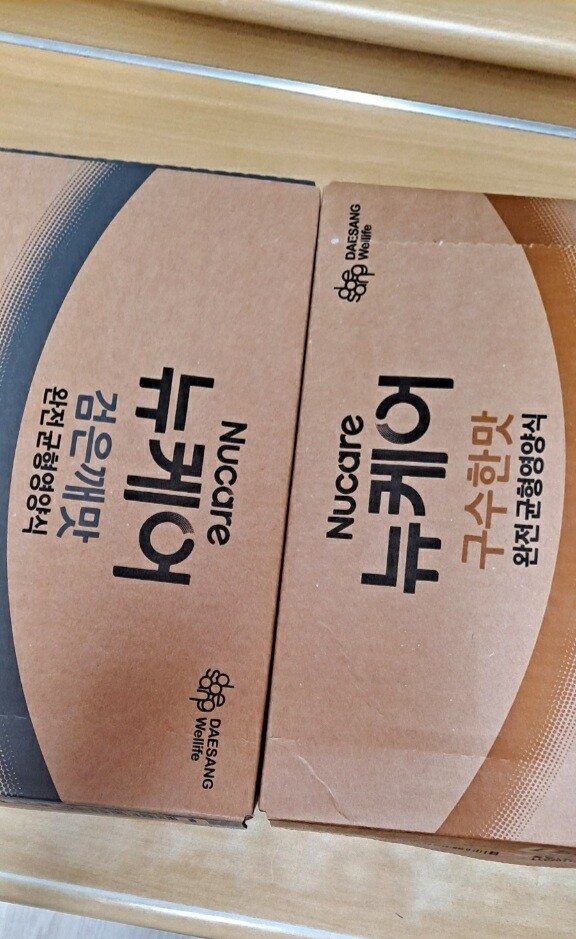 Nucare
뉴케어
검은깨맛
완전 균형영양식
DAESANG
Wellife
DAESANG
Wellife
Nucare
뉴케어
구수한맛
완전 균형영양식